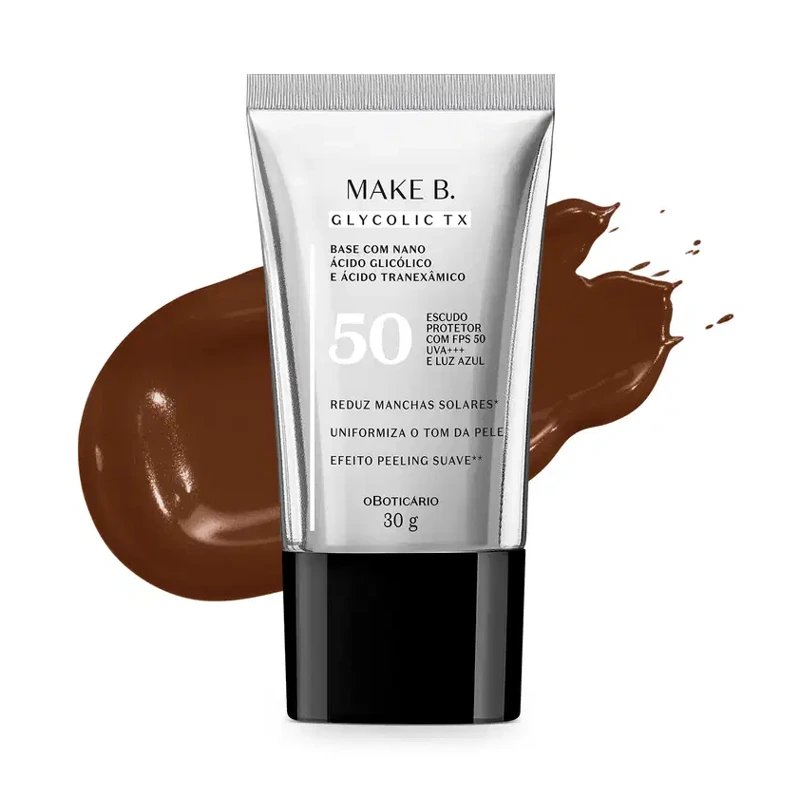 MAKE B.
GLYCOLIC TX
BASE COM NANO
ÁCIDO GLICÓLICO
E ÁCIDO TRANEXÂMICO
50
ESCUDO
PROTETOR
COM FPS 50
UVA+++
E LUZ AZUL
REDUZ MANCHAS SOLARES*
UNIFORMIZA O TOM DA PELE
EFEITO PEELING SUAVE**
oBOTICÁRIO
30 g